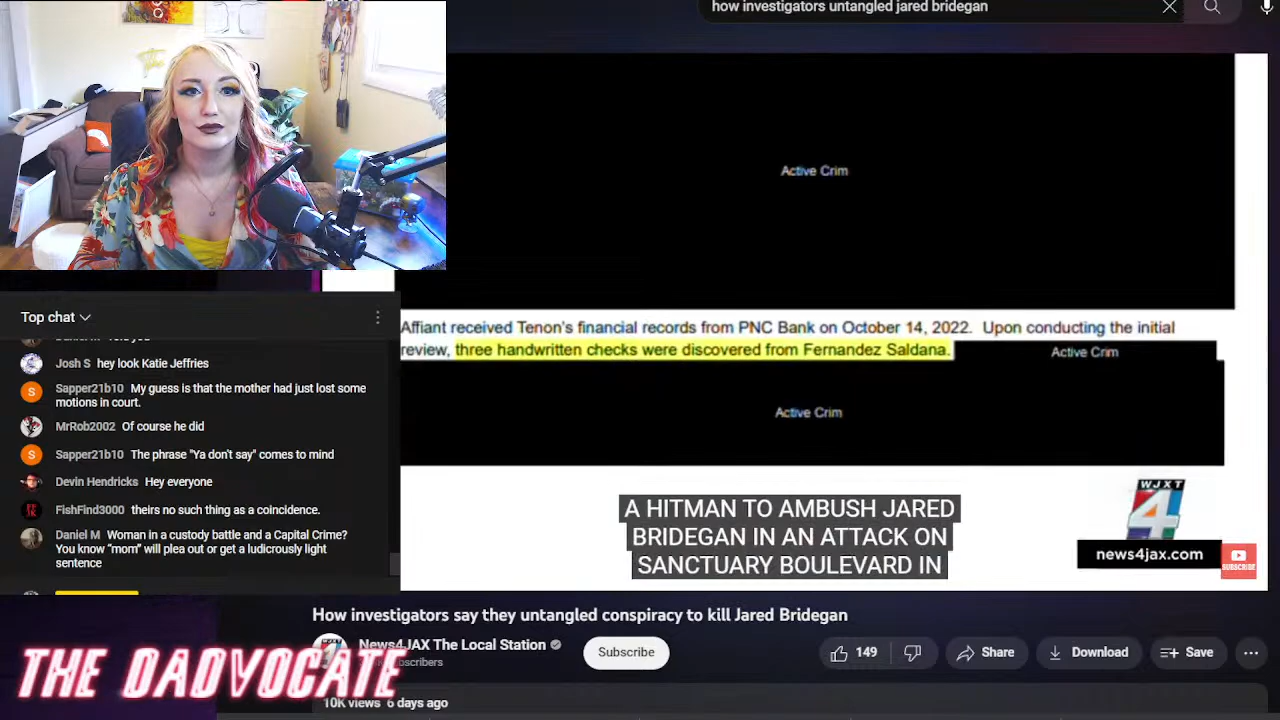 how investigators untangled jared bridegan
Active Crim
Affiant received Tenon's financial records from PNC Bank on October 14, 2022. Upon conducting the initial
review, three handwritten checks were discovered from Fernandez Saldana.
Active Crim
Active Crim
A HITMAN TO AMBUSH JARED
BRIDEGAN IN AN ATTACK ON
SANCTUARY BOULEVARD IN
WJXT
4
news4jax.com
SUBSCRIBE
Top chat
Josh S hey look Katie Jeffries
Sapper21b10 My guess is that the mother had just lost some
motions in court.
MrRob2002 Of course he did
S
Sapper21b10 The phrase "Ya don't say" comes to mind
S
Devin Hendricks Hey everyone
FishFind3000 theirs no such thing as a coincidence.
Daniel M Woman in a custody battle and a Capital Crime?
You know "mom" will plea out or get a ludicrously light
sentence
How investigators say they untangled conspiracy to kill Jared Bridegan
News4JAX The Local Station
Subscribe
149
Share
Download
Save
THE DADVOCATE
10K views 6 days ago